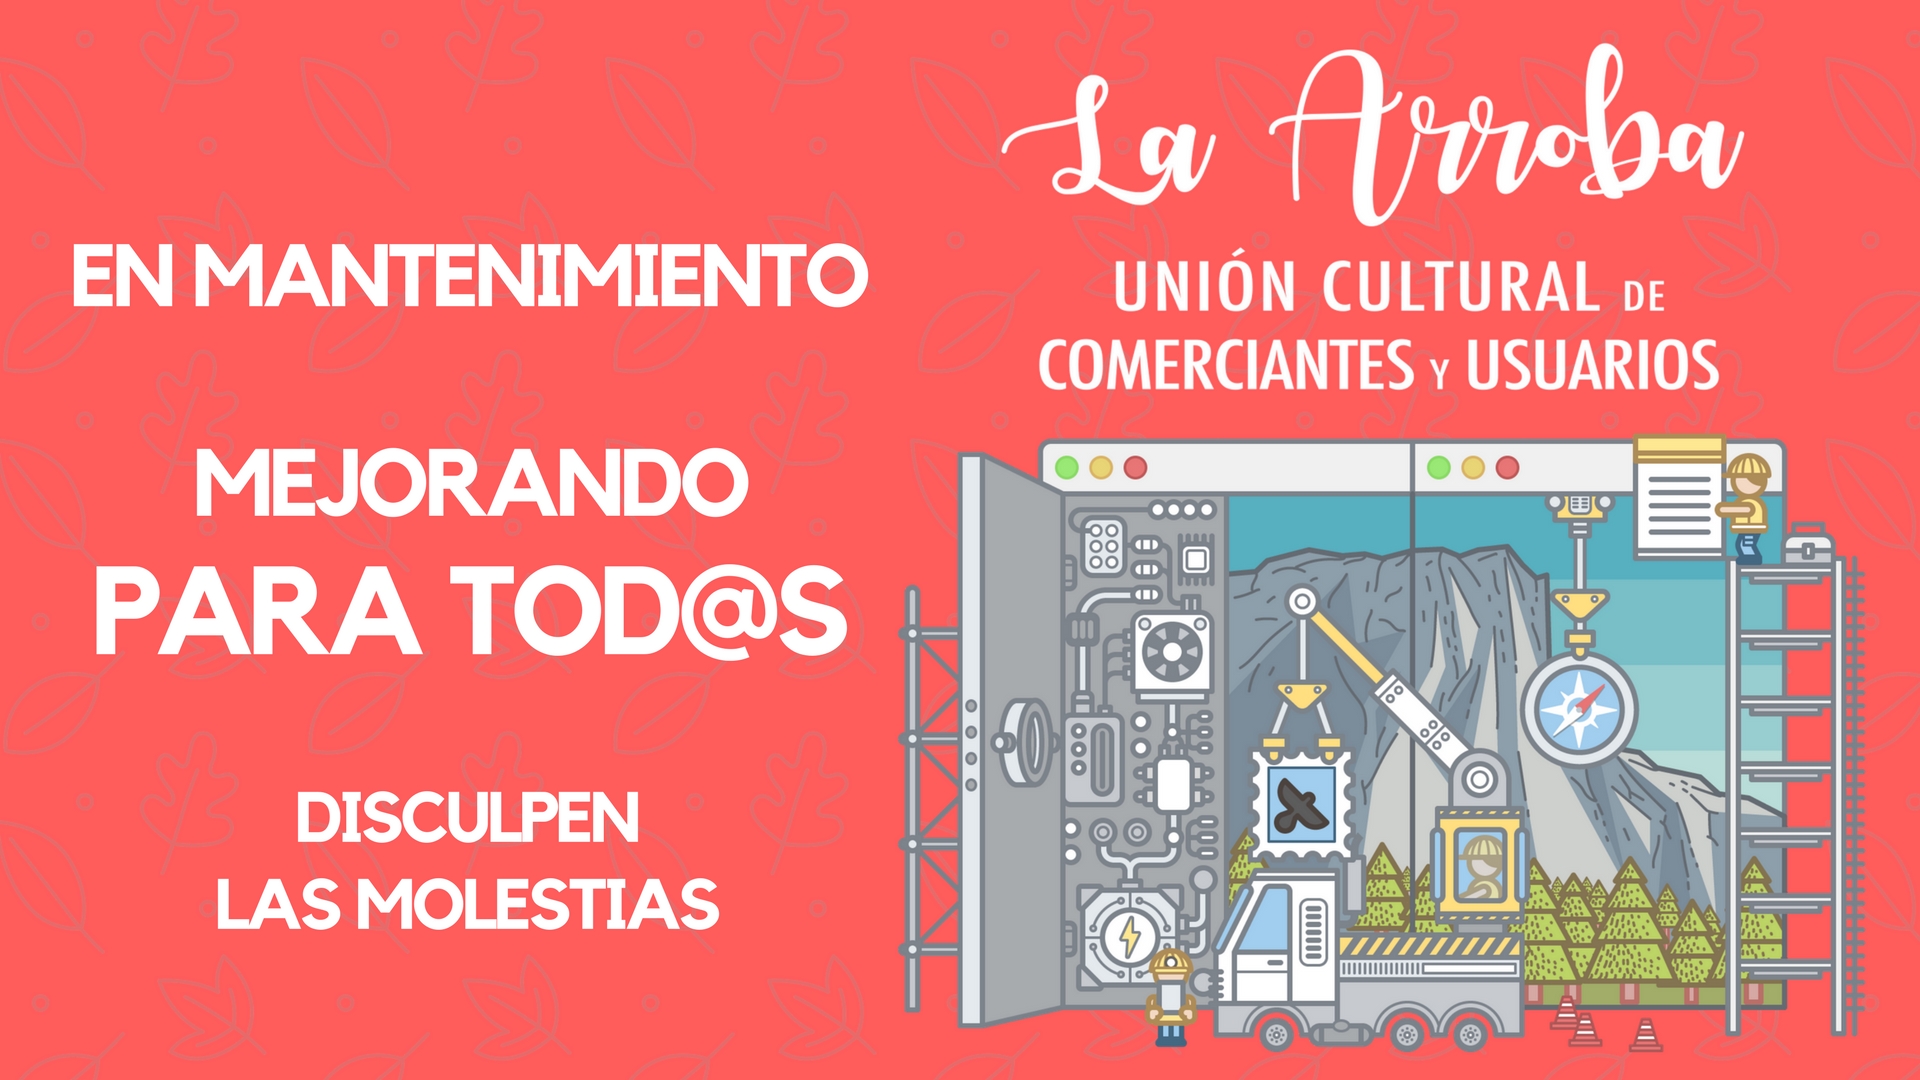 EN MANTENIMIENTO
MEJORANDO
PARA TOD@S
DISCULPEN
LAS MOLESTIAS
La Arroba
UNIÓN CULTURAL DE
COMERCIANTES Y USUARIOS